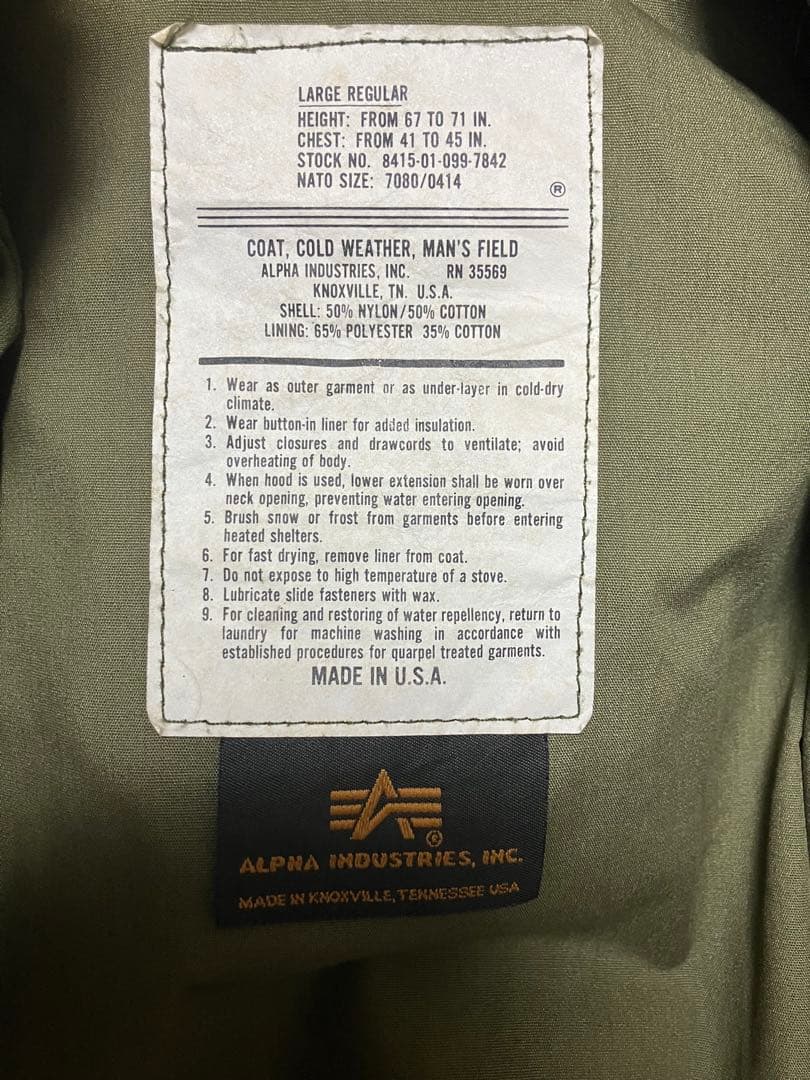 LARGE REGULAR
HEIGHT: FROM 67 TO 71 IN.
CHEST: FROM 41 TO 45 IN.
STOCK NO. 8415-01-099-7842
NATO SIZE: 7080/0414
®
COAT, COLD WEATHER, MAN'S FIELD
ALPHA INDUSTRIES, INC. RN 35569
KNOXVILLE, TN. U.S.A.
SHELL: 50% NYLON/50% COTTON
LINING: 65% POLYESTER 35% COTTON
1. Wear as outer garment or as under-layer in cold-dry
climate.
2. Wear button-in liner for added insulation.
3. Adjust closures and drawcords to ventilate; avoid
overheating of body.
4. When hood is used, lower extension shall be worn over
neck opening, preventing water entering opening.
5. Brush snow or frost from garments before entering
heated shelters.
6. For fast drying, remove liner from coat.
7. Do not expose to high temperature of a stove.
8. Lubricate slide fasteners with wax.
9. For cleaning and restoring of water repellency, return to
laundry for machine washing in accordance with
established procedures for quarpel treated garments.
MADE IN U.S.A.
®
ALPHA INDUSTRIES, INC.
MADE IN KNOXVILLE, TENNESSEE USA